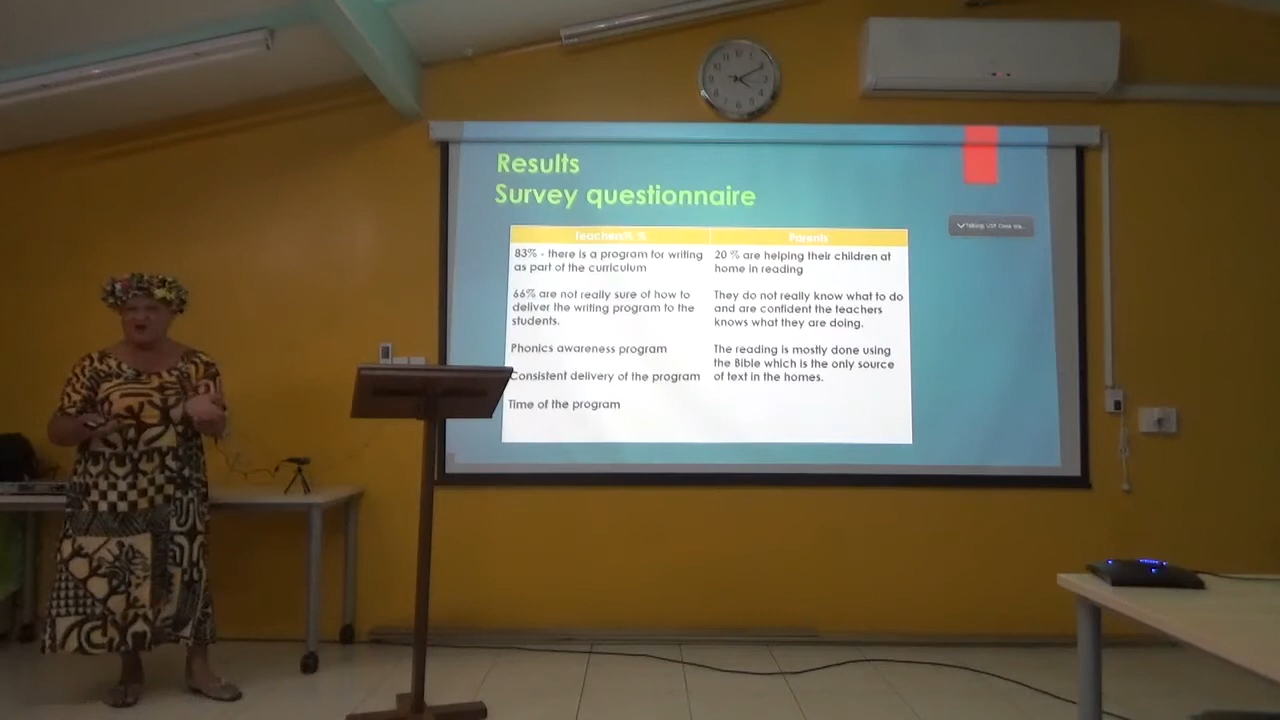 Results
Survey questionnaire
Teachers% %
Parents
83% - there is a program for writing
as part of the curriculum
66% are not really sure of how to
deliver the writing program to the
students.
Phonics awareness program
Consistent delivery of the program
Time of the program
20 % are helping their children at
home in reading
They do not really know what to do
and are confident the teachers
knows what they are doing.
The reading is mostly done using
the Bible which is the only source
of text in the homes.
Talking: USP Cook